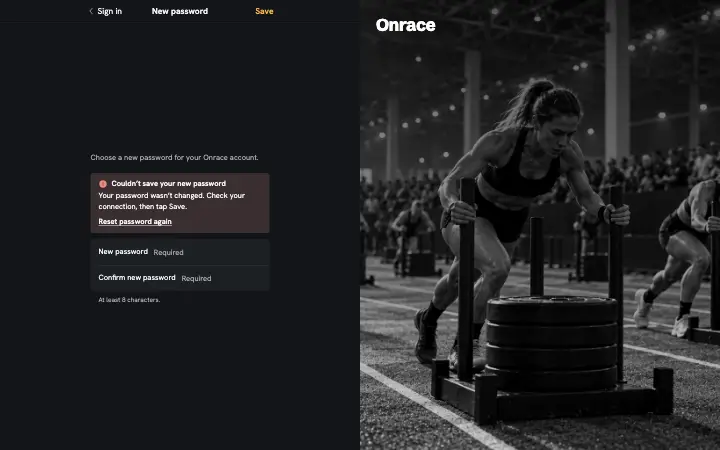 Sign in
New password
Save
Onrace
Choose a new password for your Onrace account.
Couldn't save your new password
Your password wasn't changed. Check your
connection, then tap Save.
Reset password again
New password Required
Confirm new password Required
At least 8 characters.